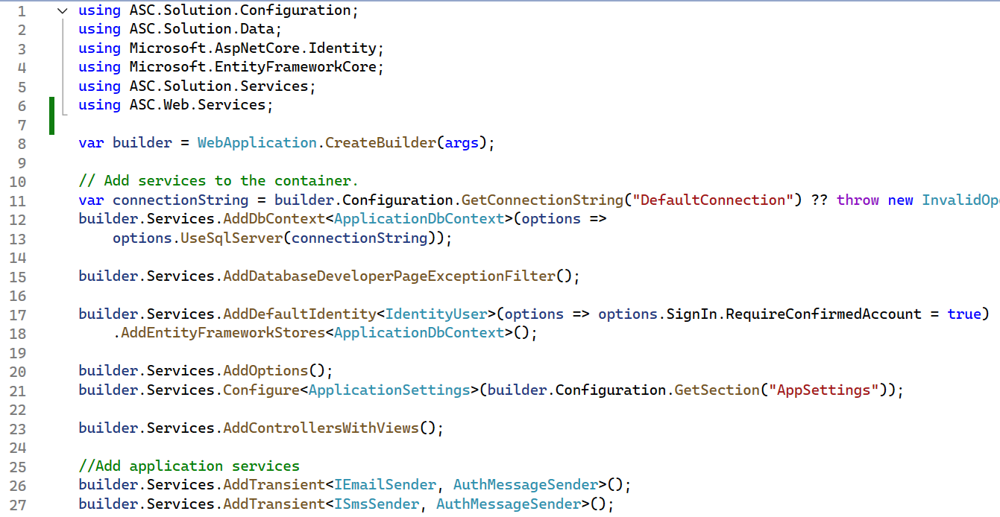 1 using ASC.Solution.Configuration;
2 using ASC.Solution.Data;
3 using Microsoft.AspNetCore.Identity;
4 using Microsoft.EntityFrameworkCore;
5 using ASC.Solution.Services;
6 using ASC.Web.Services;
7
8 var builder = WebApplication.CreateBuilder(args);
9
10 // Add services to the container.
11 var connectionString = builder.Configuration.GetConnectionString("DefaultConnection") ?? throw new
12 builder.Services.AddDbContext<ApplicationDbContext>(options =>
13 options.UseSqlServer(connectionString));
14
15 builder.Services.AddDatabaseDeveloperPageExceptionFilter();
16
17 builder.Services.AddDefaultIdentity<IdentityUser>(options => options.SignIn.RequireConfirmedAccount = true)
18 .AddEntityFrameworkStores<ApplicationDbContext>();
19
20 builder.Services.AddOptions();
21 builder.Services.Configure<ApplicationSettings>(builder.Configuration.GetSection("AppSettings"));
22
23 builder.Services.AddControllersWithViews();
24
25 //Add application services
26 builder.Services.AddTransient<IEmailSender, AuthMessageSender>();
27 builder.Services.AddTransient<ISmsSender, AuthMessageSender>();